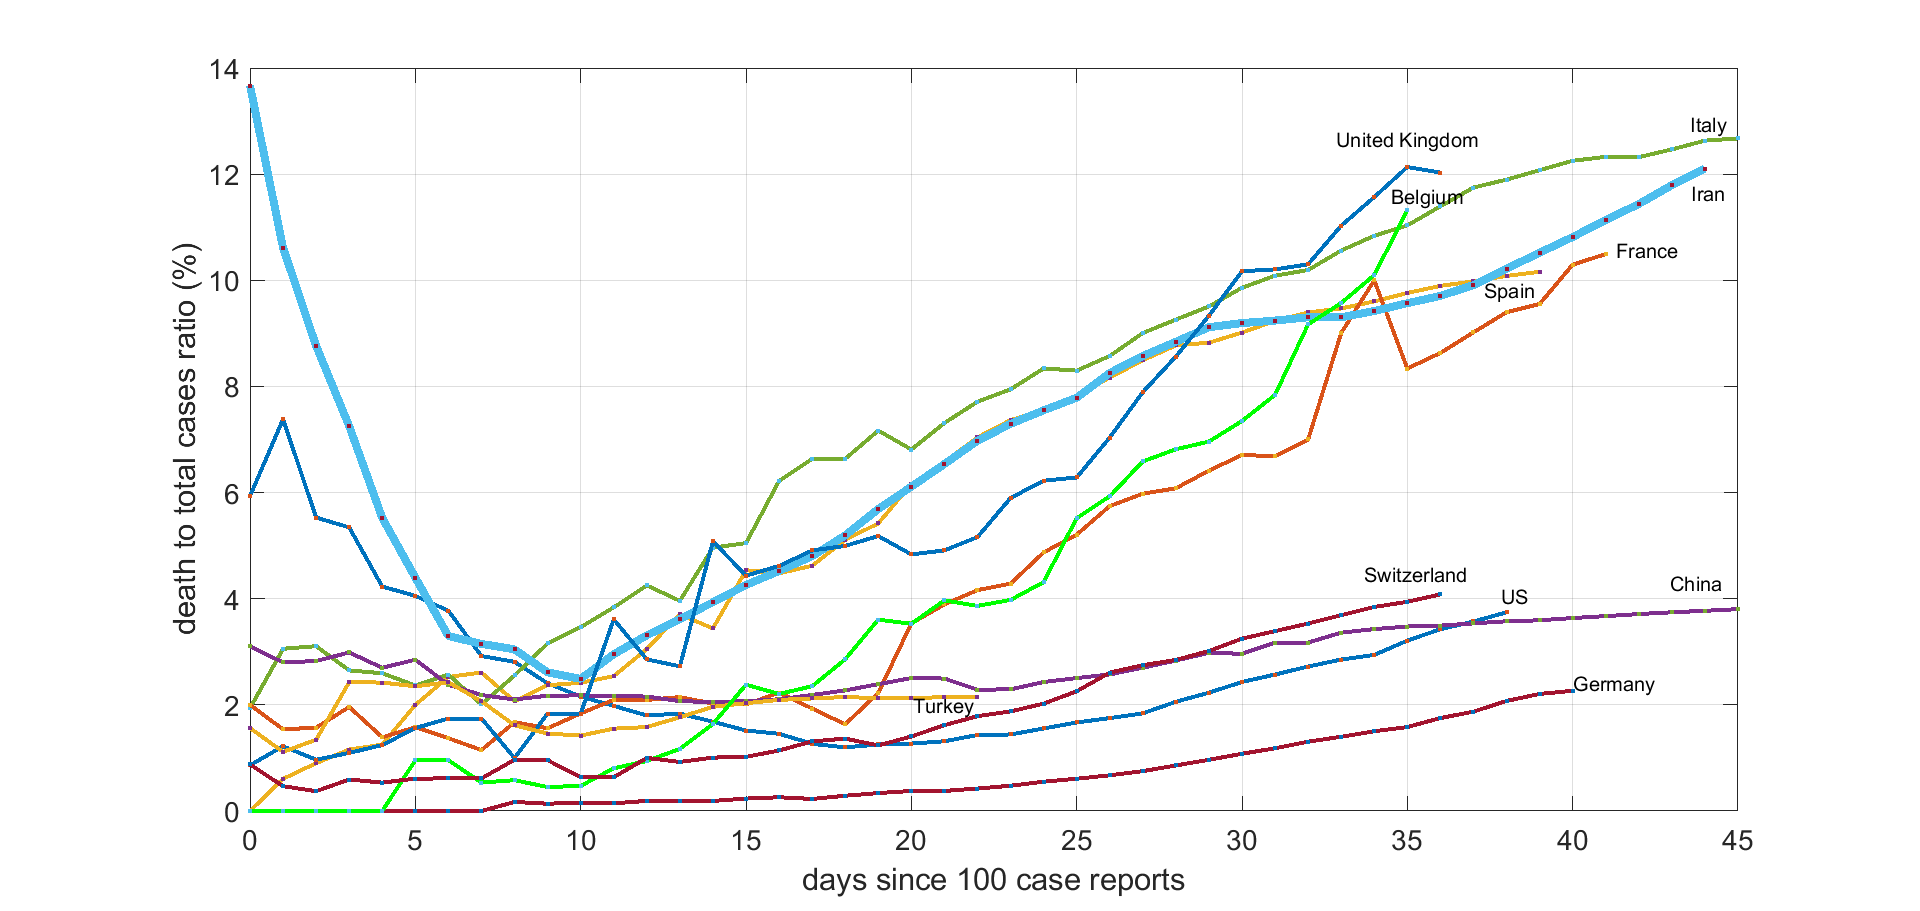 14
12
10
8
6
4
2
0
death to total cases ratio (%)
Italy
United Kingdom
Belgium
Iran
France
Spain
Switzerland
China
US
Germany
Turkey
0 5 10 15 20 25 30 35 40 45
days since 100 case reports